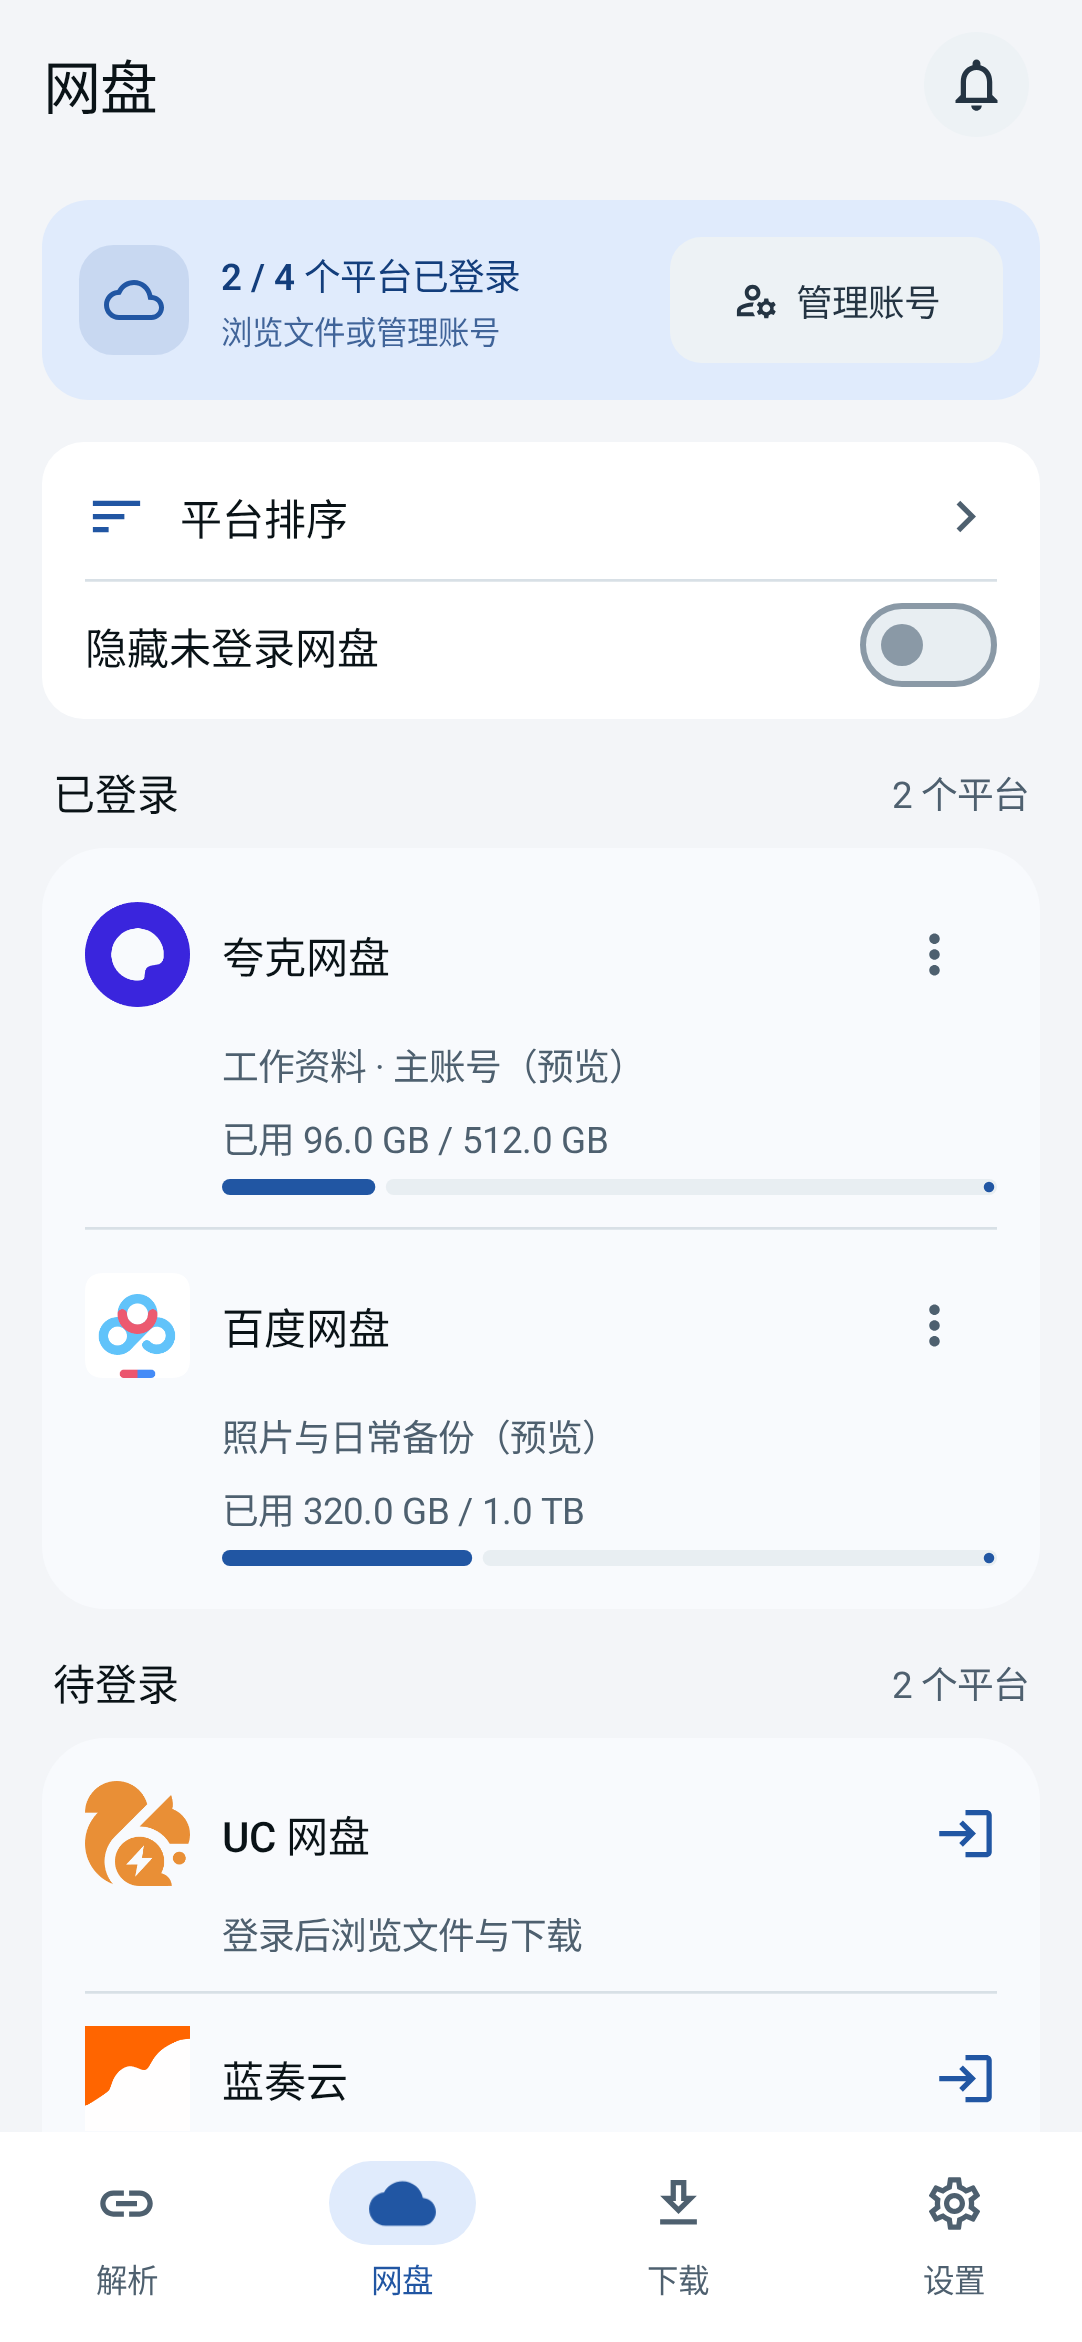 网盘
2 / 4 个平台已登录
浏览文件或管理账号
管理账号
平台排序
隐藏未登录网盘
已登录
2 个平台
夸克网盘
工作资料 · 主账号（预览）
已用 96.0 GB / 512.0 GB
百度网盘
照片与日常备份（预览）
已用 320.0 GB / 1.0 TB
待登录
2 个平台
UC 网盘
登录后浏览文件与下载
蓝奏云
解析
网盘
下载
设置